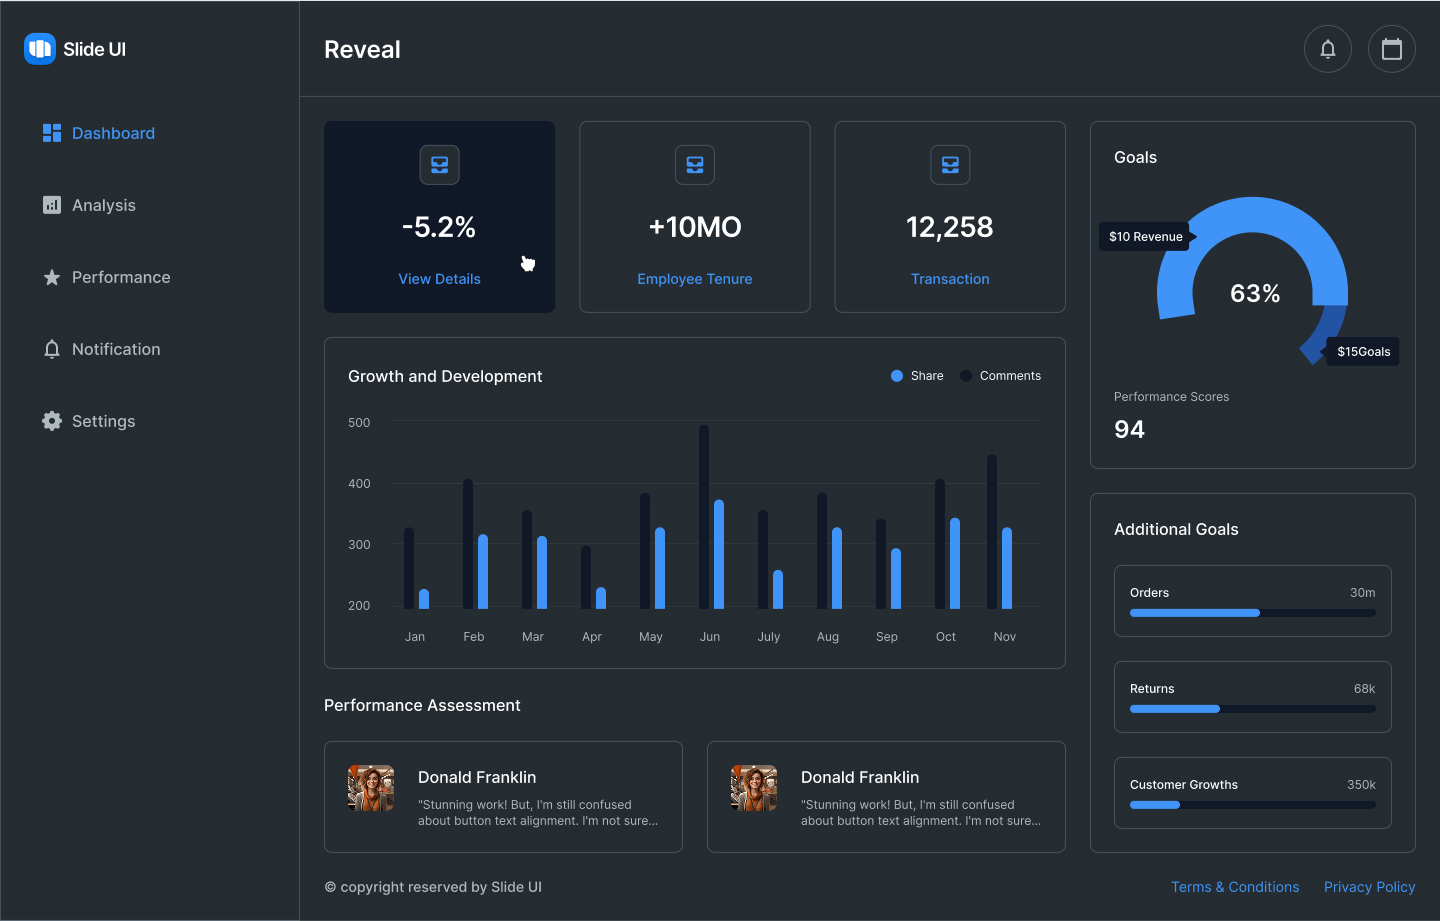 Slide UI
Reveal
Dashboard
Analysis
Performance
Notification
Settings
-5.2%
View Details
+10MO
Employee Tenure
12,258
Transaction
Goals
$10 Revenue
63%
$15Goals
Performance Scores
94
Growth and Development
Share
Comments
500
400
300
200
Jan Feb Mar Apr May Jun July Aug Sep Oct Nov
Additional Goals
Orders 30m
Returns 68k
Customer Growths 350k
Performance Assessment
Donald Franklin
"Stunning work! But, I'm still confused
about button text alignment. I'm not sure...
Donald Franklin
"Stunning work! But, I'm still confused
about button text alignment. I'm not sure...
© copyright reserved by Slide UI
Terms & Conditions
Privacy Policy